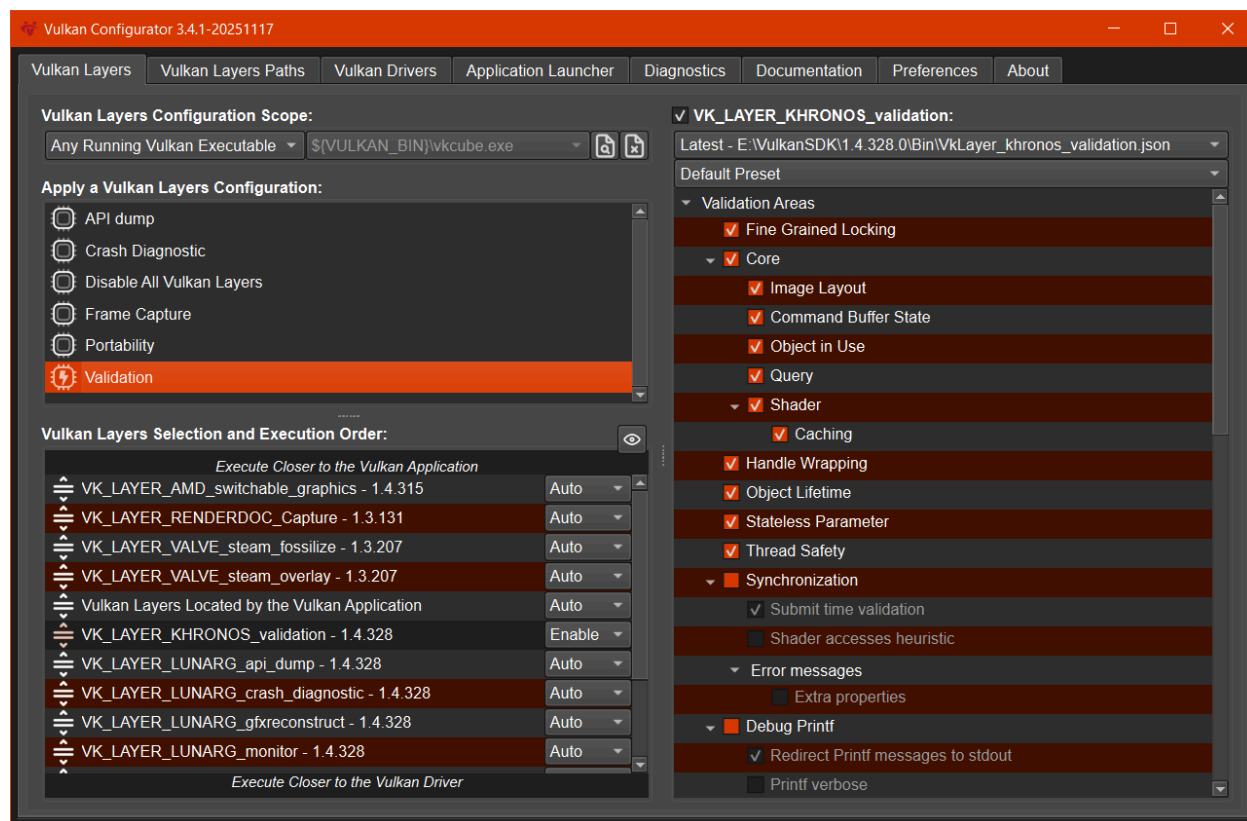 Vulkan Configurator 3.4.1-20251117
Vulkan Layers
Vulkan Layers Paths
Vulkan Drivers
Application Launcher
Diagnostics
Documentation
Preferences
About
Vulkan Layers Configuration Scope:
Any Running Vulkan Executable
${VULKAN_BIN}\vkcube.exe
Apply a Vulkan Layers Configuration:
API dump
Crash Diagnostic
Disable All Vulkan Layers
Frame Capture
Portability
Validation
Vulkan Layers Selection and Execution Order:
Execute Closer to the Vulkan Application
VK_LAYER_AMD_switchable_graphics - 1.4.315 Auto
VK_LAYER_RENDERDOC_Capture - 1.3.131 Auto
VK_LAYER_VALVE_steam_fossilize - 1.3.207 Auto
VK_LAYER_VALVE_steam_overlay - 1.3.207 Auto
Vulkan Layers Located by the Vulkan Application Auto
VK_LAYER_KHRONOS_validation - 1.4.328 Enable
VK_LAYER_LUNARG_api_dump - 1.4.328 Auto
VK_LAYER_LUNARG_crash_diagnostic - 1.4.328 Auto
VK_LAYER_LUNARG_gfxreconstruct - 1.4.328 Auto
VK_LAYER_LUNARG_monitor - 1.4.328 Auto
Execute Closer to the Vulkan Driver
VK_LAYER_KHRONOS_validation:
Latest - E:\VulkanSDK\1.4.328.0\Bin\VkLayer_khronos_validation.json
Default Preset
Validation Areas
Fine Grained Locking
Core
Image Layout
Command Buffer State
Object in Use
Query
Shader
Caching
Handle Wrapping
Object Lifetime
Stateless Parameter
Thread Safety
Synchronization
Submit time validation
Shader accesses heuristic
Error messages
Extra properties
Debug Printf
Redirect Printf messages to stdout
Printf verbose